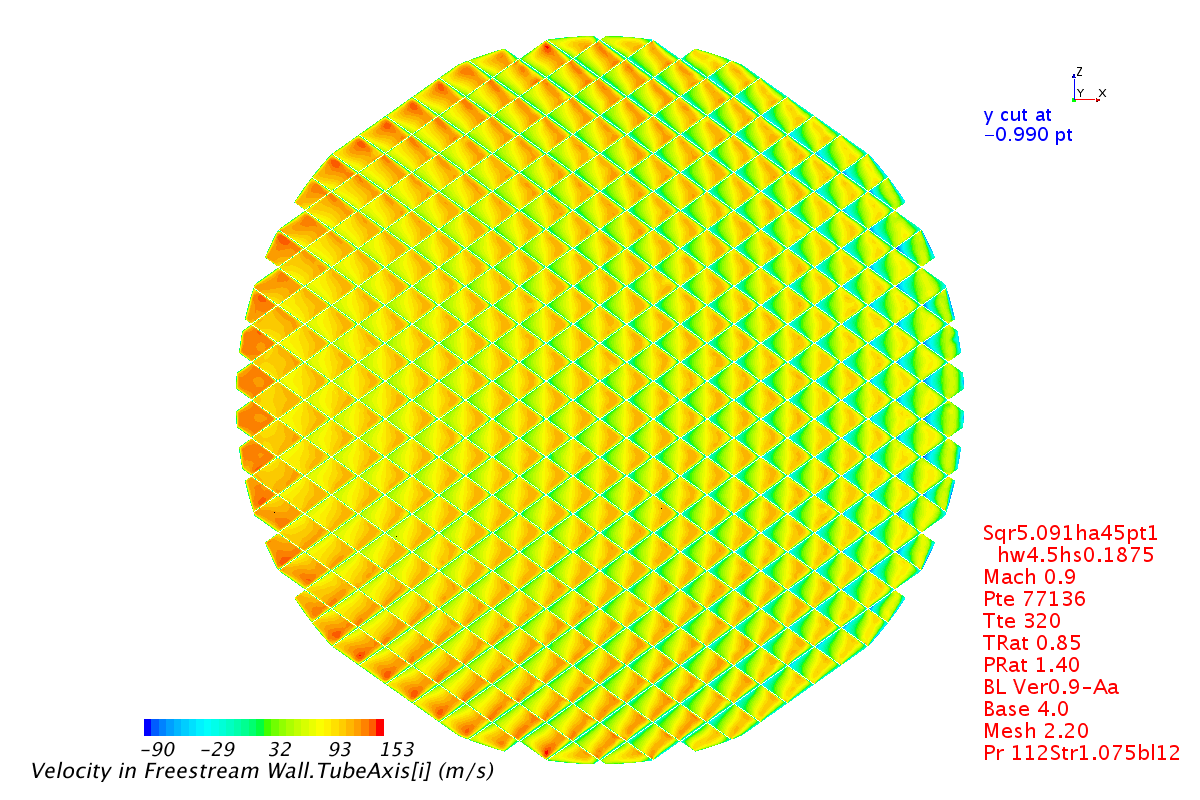 Z
Y X
y cut at
−0.990 pt
Sqr5.091ha45pt1
hw4.5hs0.1875
Mach 0.9
Pte 77136
Tte 320
TRat 0.85
PRat 1.40
BL Ver0.9−Aa
Base 4.0
Mesh 2.20
Pr 112Str1.075bl12
−90 −29 32 93 153
Velocity in Freestream Wall.TubeAxis[i] (m/s)